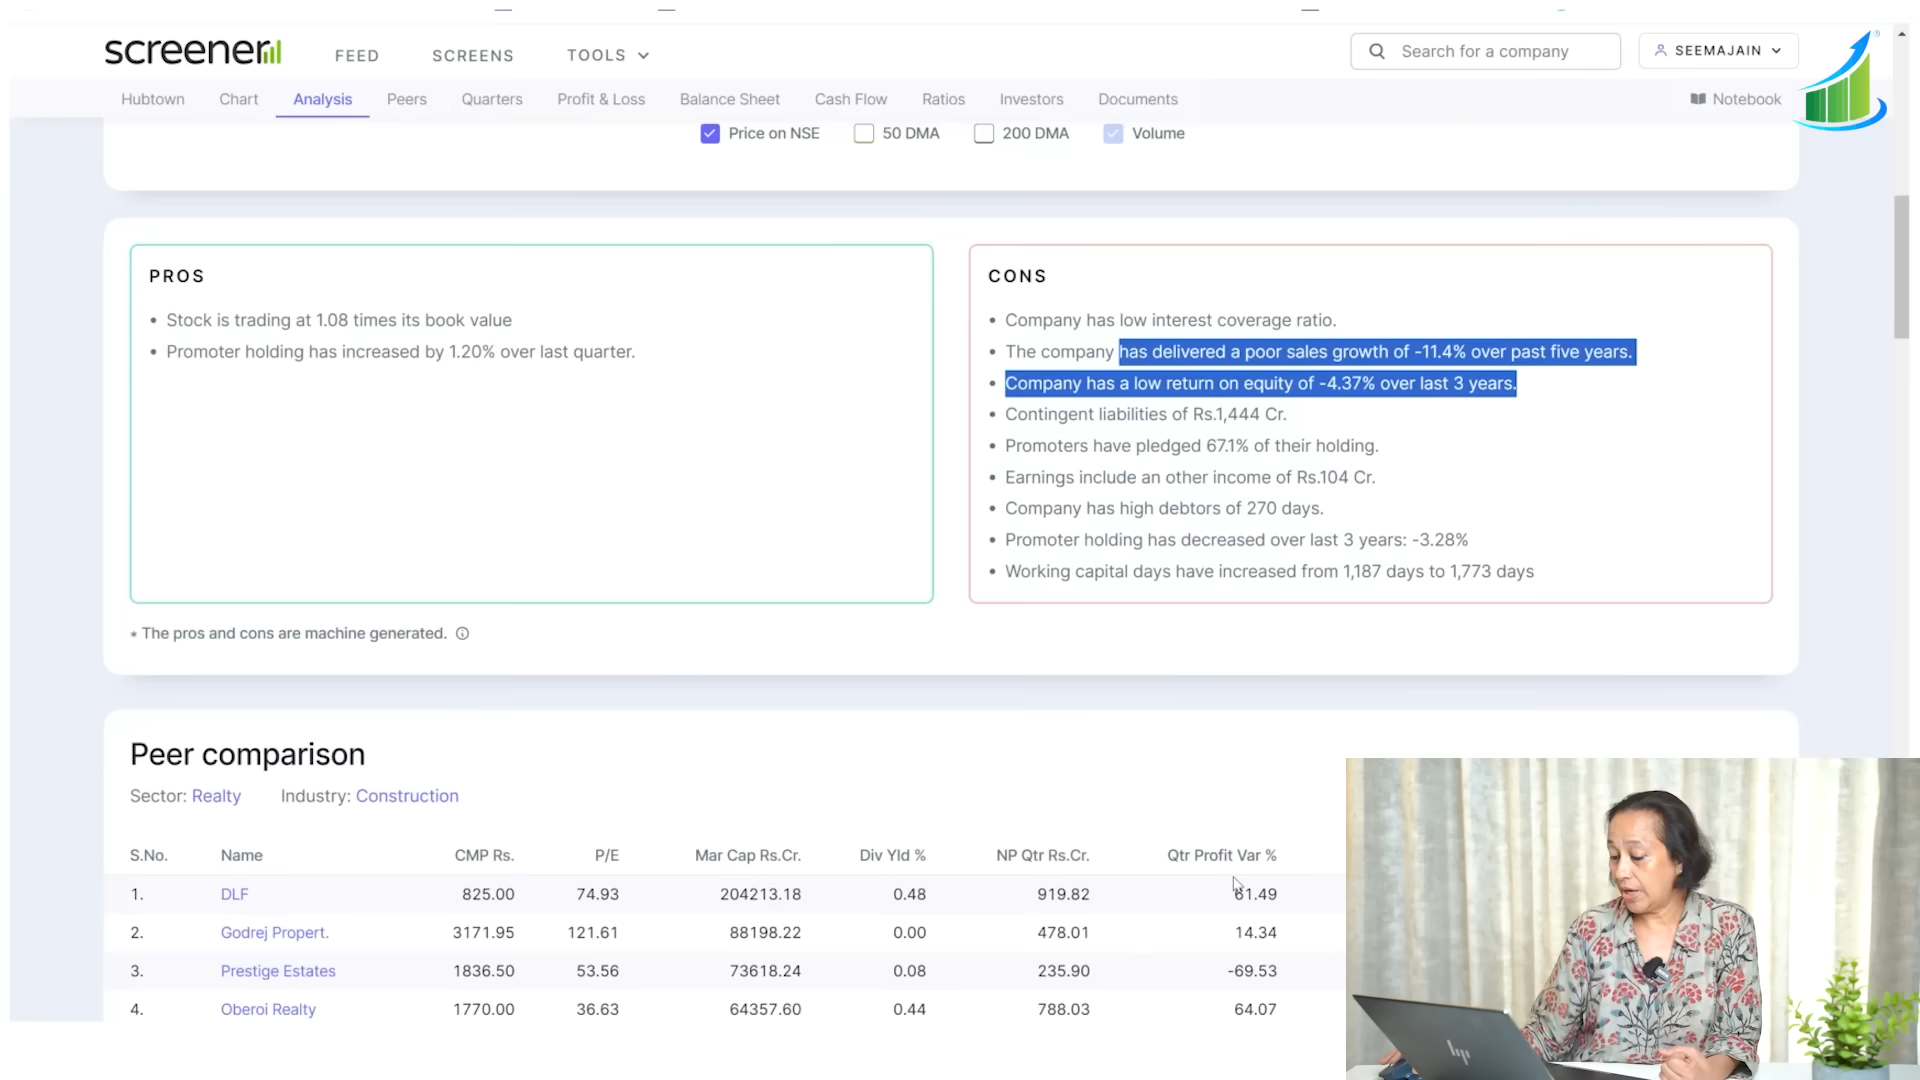 screener
FEED
SCREENS
TOOLS
Search for a company
SEEMAJAIN
Hubtown
Chart
Analysis
Peers
Quarters
Profit & Loss
Balance Sheet
Cash Flow
Ratios
Investors
Documents
Notebook
Price on NSE
50 DMA
200 DMA
Volume
PROS
• Stock is trading at 1.08 times its book value
• Promoter holding has increased by 1.20% over last quarter.
CONS
• Company has low interest coverage ratio.
• The company has delivered a poor sales growth of -11.4% over past five years.
• Company has a low return on equity of -4.37% over last 3 years.
• Contingent liabilities of Rs.1,444 Cr.
• Promoters have pledged 67.1% of their holding.
• Earnings include an other income of Rs.104 Cr.
• Company has high debtors of 270 days.
• Promoter holding has decreased over last 3 years: -3.28%
• Working capital days have increased from 1,187 days to 1,773 days
* The pros and cons are machine generated.
Peer comparison
Sector: Realty Industry: Construction
S.No. Name CMP Rs. P/E Mar Cap Rs.Cr. Div Yld % NP Qtr Rs.Cr. Qtr Profit Var %
1. DLF 825.00 74.93 204213.18 0.48 919.82 61.49
2. Godrej Propert. 3171.95 121.61 88198.22 0.00 478.01 14.34
3. Prestige Estates 1836.50 53.56 73618.24 0.08 235.90 -69.53
4. Oberoi Realty 1770.00 36.63 64357.60 0.44 788.03 64.07
hp